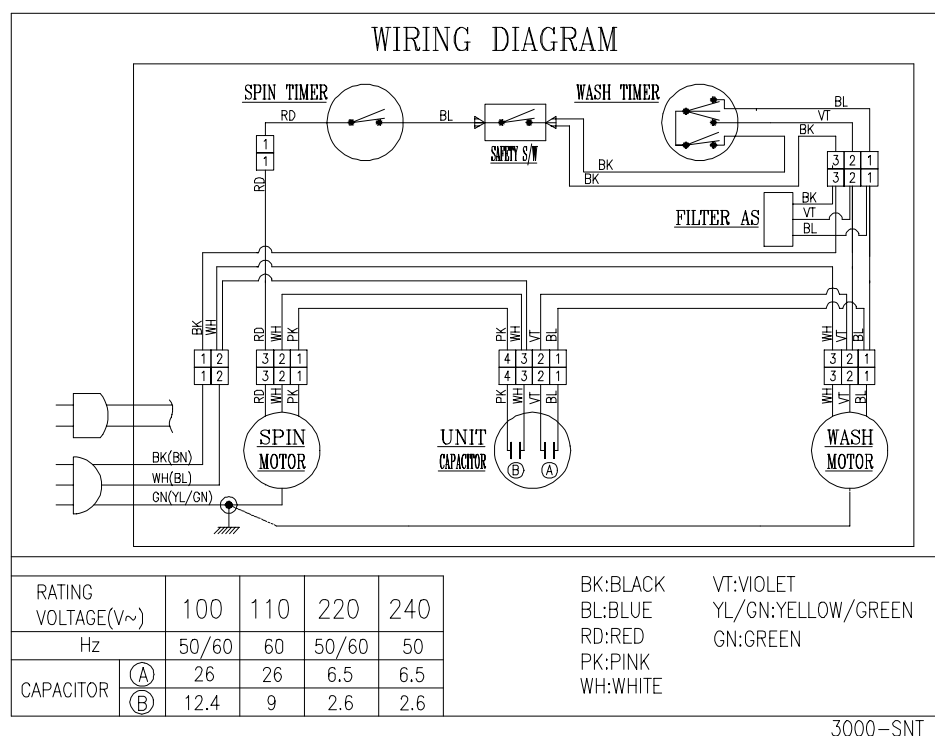 WIRING DIAGRAM
SPIN TIMER
WASH TIMER
RD
BL
BL
VT
BK
SAFETY S/W
1
1
BK
BK
3 2 1
3 2 1
RD
BK
VT
BL
FILTER AS
BK
WH
RD
WH
PK
PK
WH
VT
BL
WH
VT
BL
1 2
1 2
3 2 1
3 2 1
4 3 2 1
4 3 2 1
3 2 1
3 2 1
RD
WH
PK
PK
WH
VT
BL
WH
VT
BL
SPIN
MOTOR
UNIT
CAPACITOR
B
A
WASH
MOTOR
BK(BN)
WH(BL)
GN(YL/GN)
RATING
VOLTAGE(V~) 100 110 220 240
Hz 50/60 60 50/60 50
CAPACITOR
A 26 26 6.5 6.5
B 12.4 9 2.6 2.6
BK:BLACK
BL:BLUE
RD:RED
PK:PINK
WH:WHITE
VT:VIOLET
YL/GN:YELLOW/GREEN
GN:GREEN
3000-SNT